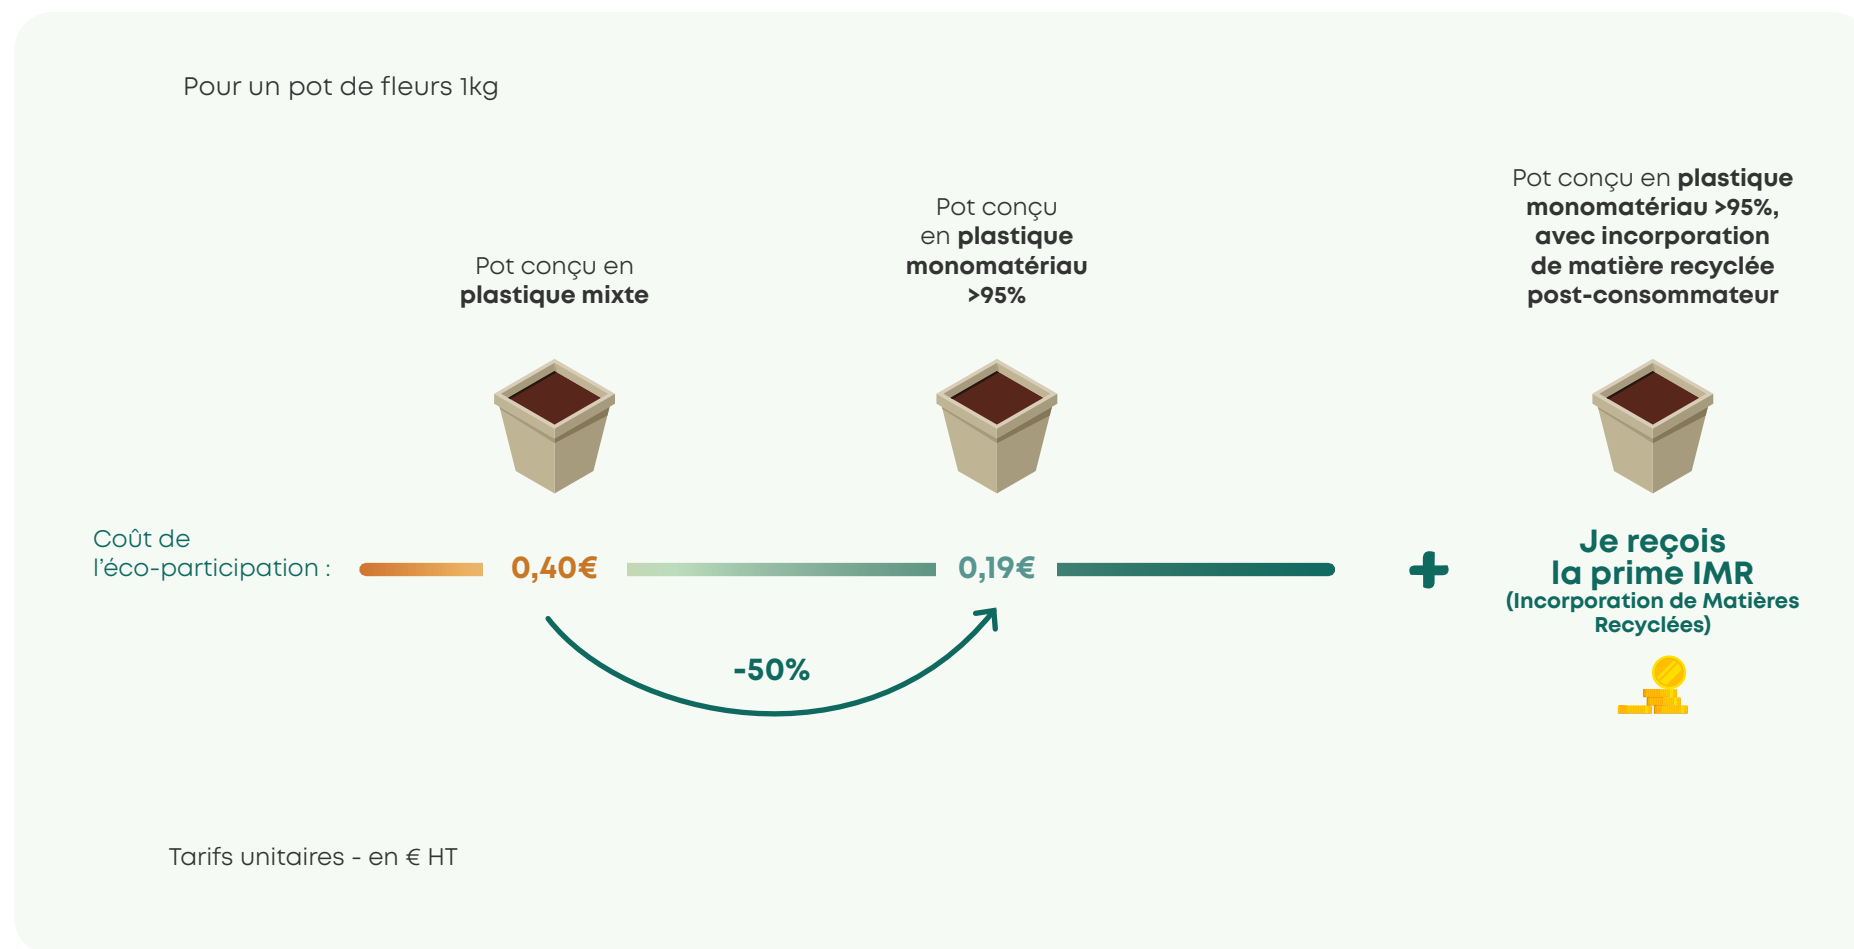 Pour un pot de fleurs 1kg
Pot conçu en
plastique mixte
Pot conçu
en plastique
monomatériau
>95%
Pot conçu en plastique
monomatériau >95%,
avec incorporation
de matière recyclée
post-consommateur
Coût de
l'éco-participation :
0,40€
0,19€
-50%
+
Je reçois
la prime IMR
(Incorporation de Matières
Recyclées)
Tarifs unitaires - en € HT